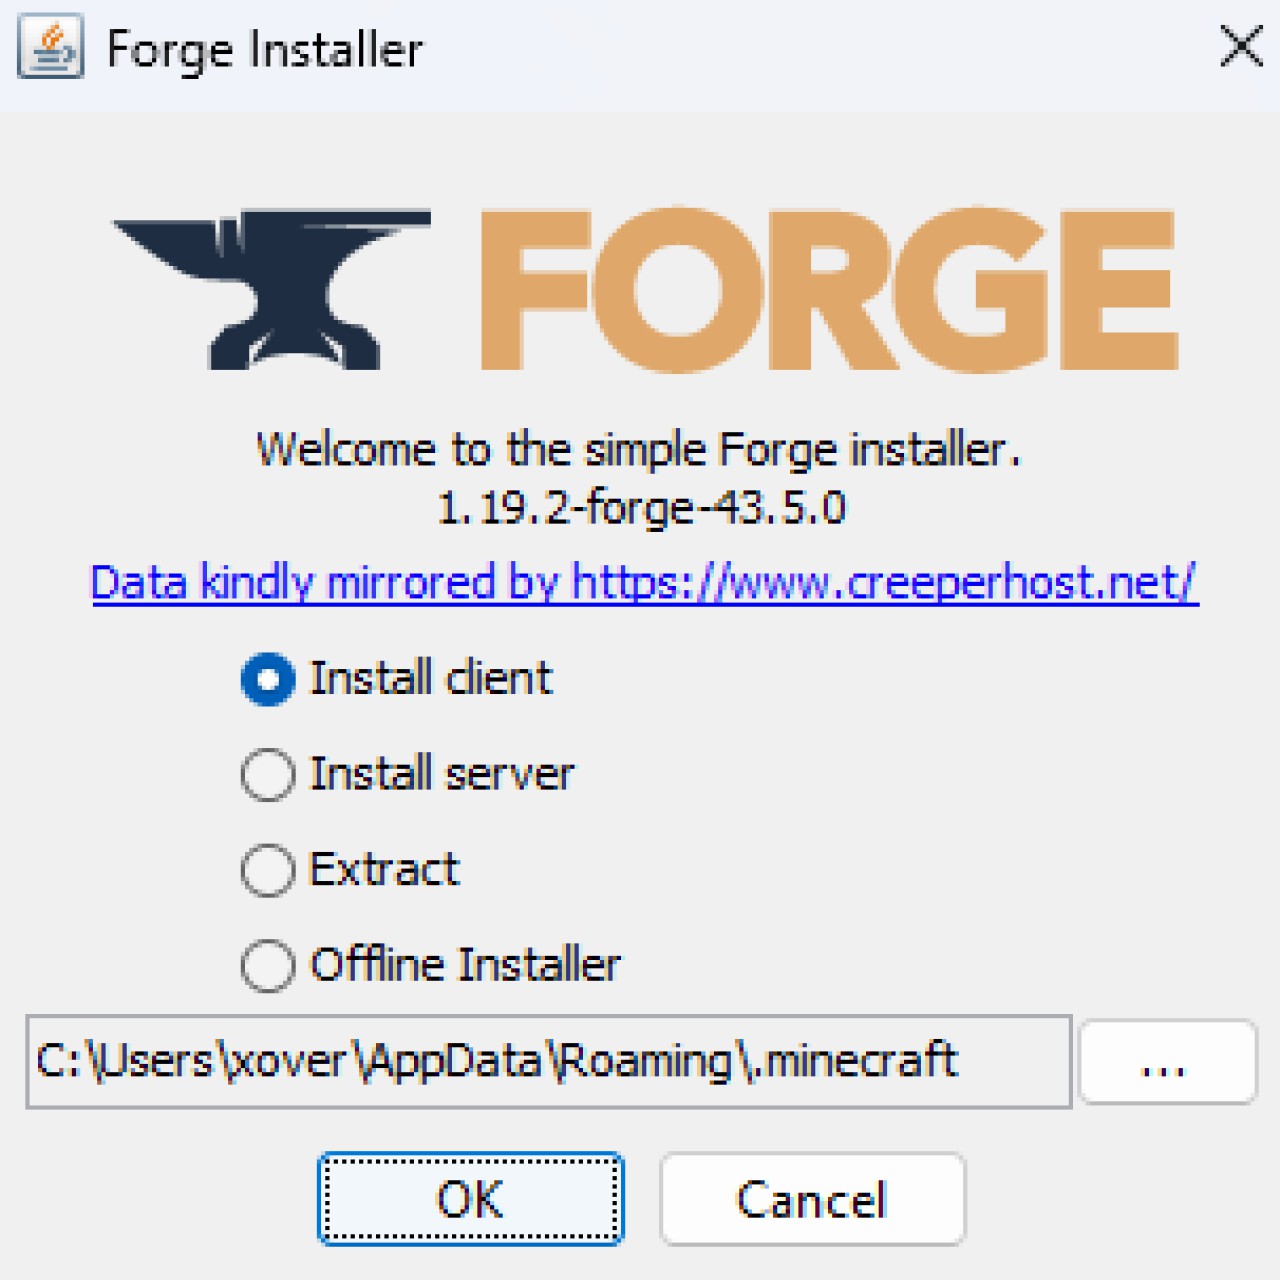 Forge Installer
FORGE
Welcome to the simple Forge installer.
1.19.2-forge-43.5.0
Data kindly mirrored by https://www.creeperhost.net/
Install client
Install server
Extract
Offline Installer
C:\Users\xover\AppData\Roaming\.minecraft
...
OK
Cancel